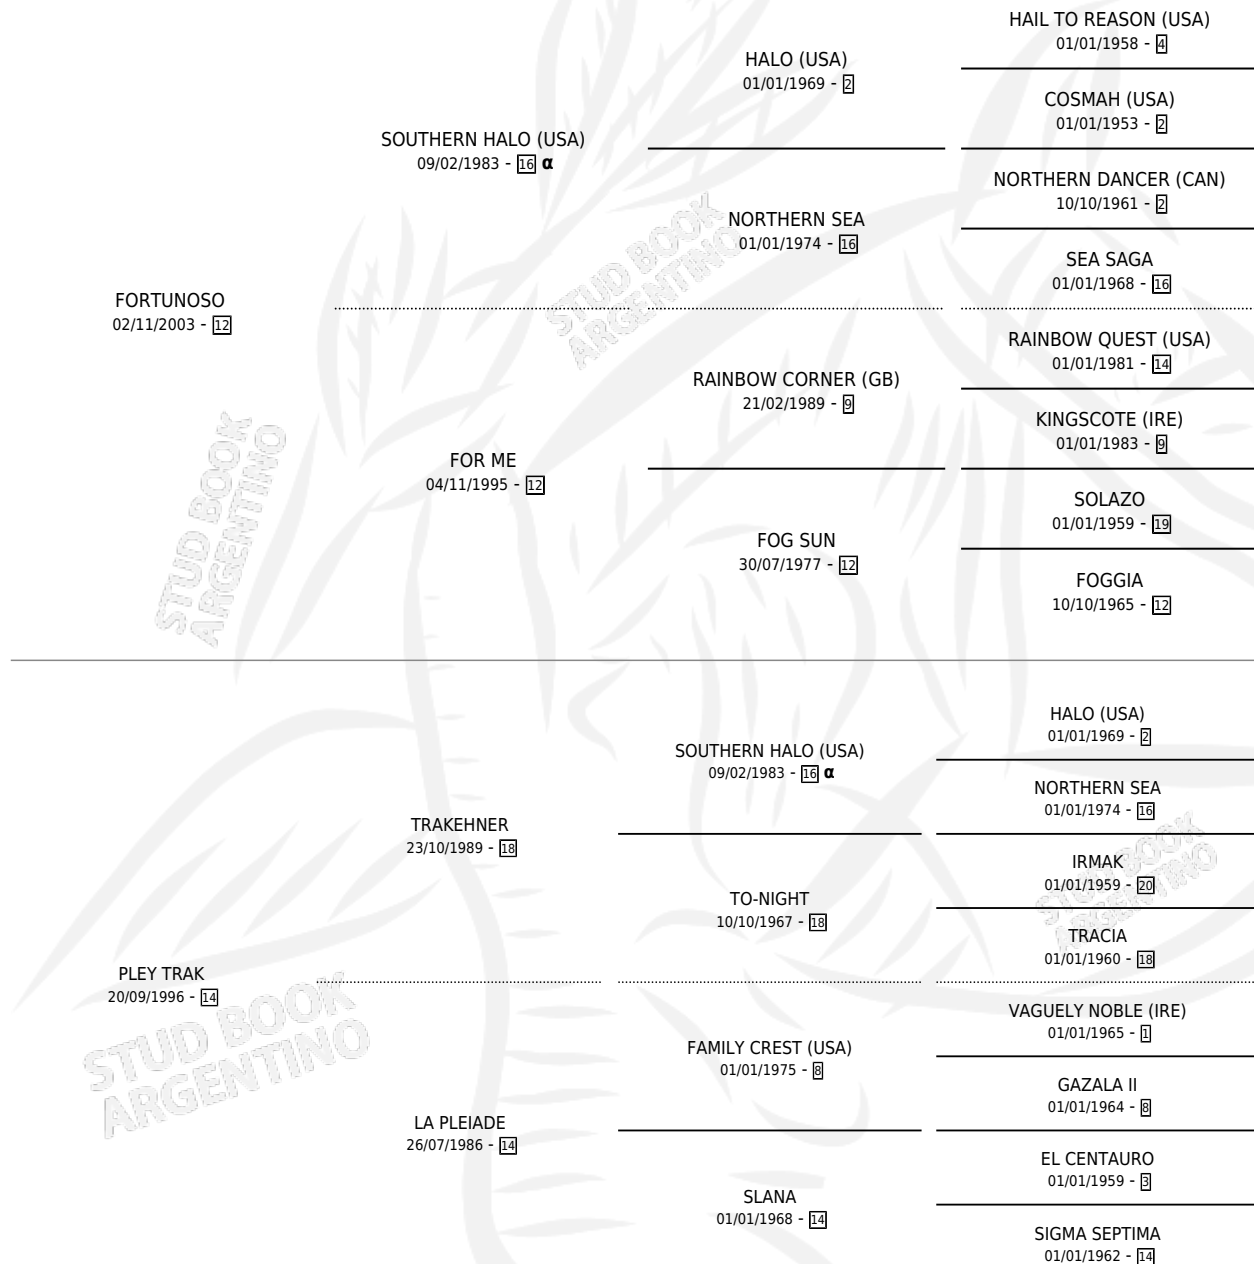 HAIL TO REASON (USA)
01/01/1958 - 4
HALO (USA)
01/01/1969 - 2
COSMAH (USA)
01/01/1953 - 2
SOUTHERN HALO (USA)
09/02/1983 - 16 α
NORTHERN DANCER (CAN)
10/10/1961 - 2
NORTHERN SEA
01/01/1974 - 16
SEA SAGA
01/01/1968 - 16
STUD BOOK
ARGENTINO
FORTUNOSO
02/11/2003 - 12
RAINBOW QUEST (USA)
01/01/1981 - 14
RAINBOW CORNER (GB)
21/02/1989 - 9
KINGSCOTE (IRE)
01/01/1983 - 9
FOR ME
04/11/1995 - 12
SOLAZO
01/01/1959 - 19
FOG SUN
30/07/1977 - 12
FOGGIA
10/10/1965 - 12
STUD BOOK
ARGENTINO
HALO (USA)
01/01/1969 - 2
SOUTHERN HALO (USA)
09/02/1983 - 16 α
NORTHERN SEA
01/01/1974 - 16
TRAKEHNER
23/10/1989 - 18
IRMAK
01/01/1959 - 20
TO-NIGHT
10/10/1967 - 18
TRACIA
01/01/1960 - 18
STUD BOOK
ARGENTINO
PLEY TRAK
20/09/1996 - 14
STUD BOOK
ARGENTINO
VAGUELY NOBLE (IRE)
01/01/1965 - 1
FAMILY CREST (USA)
01/01/1975 - 8
GAZALA II
01/01/1964 - 8
LA PLEIADE
26/07/1986 - 14
EL CENTAURO
01/01/1959 - 3
SLANA
01/01/1968 - 14
SIGMA SEPTIMA
01/01/1962 - 14